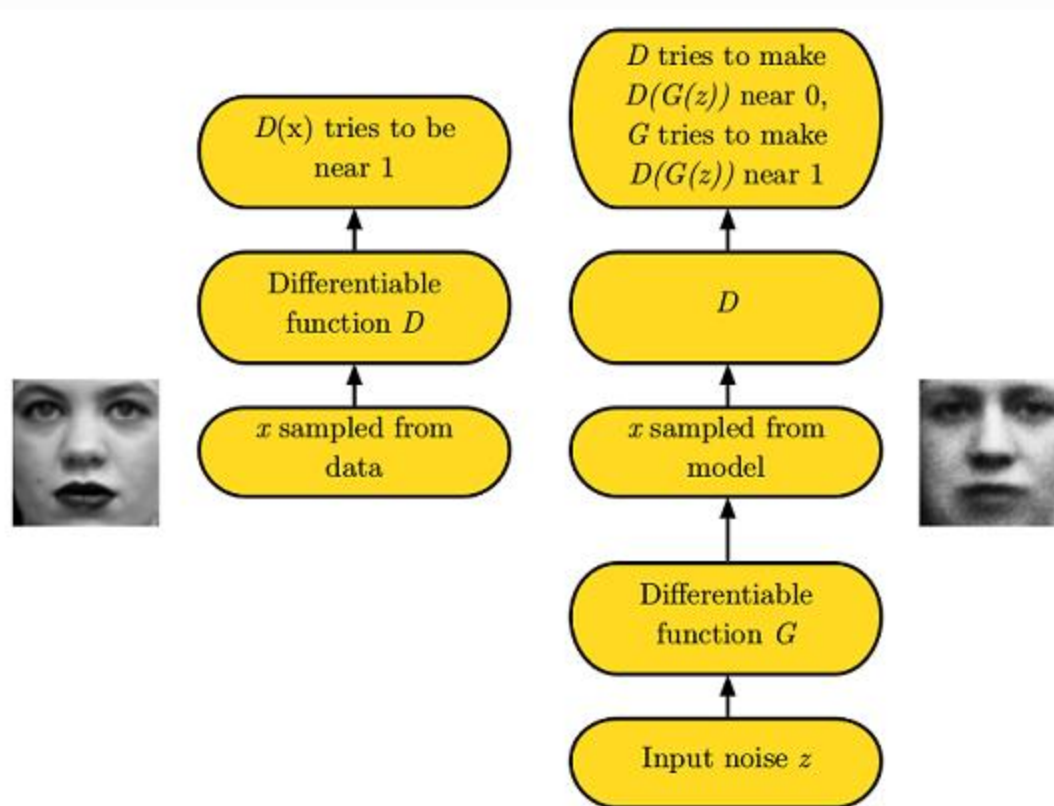 D(x) tries to be
near 1
Differentiable
function D
x sampled from
data
D tries to make
D(G(z)) near 0,
G tries to make
D(G(z)) near 1
D
x sampled from
model
Differentiable
function G
Input noise z